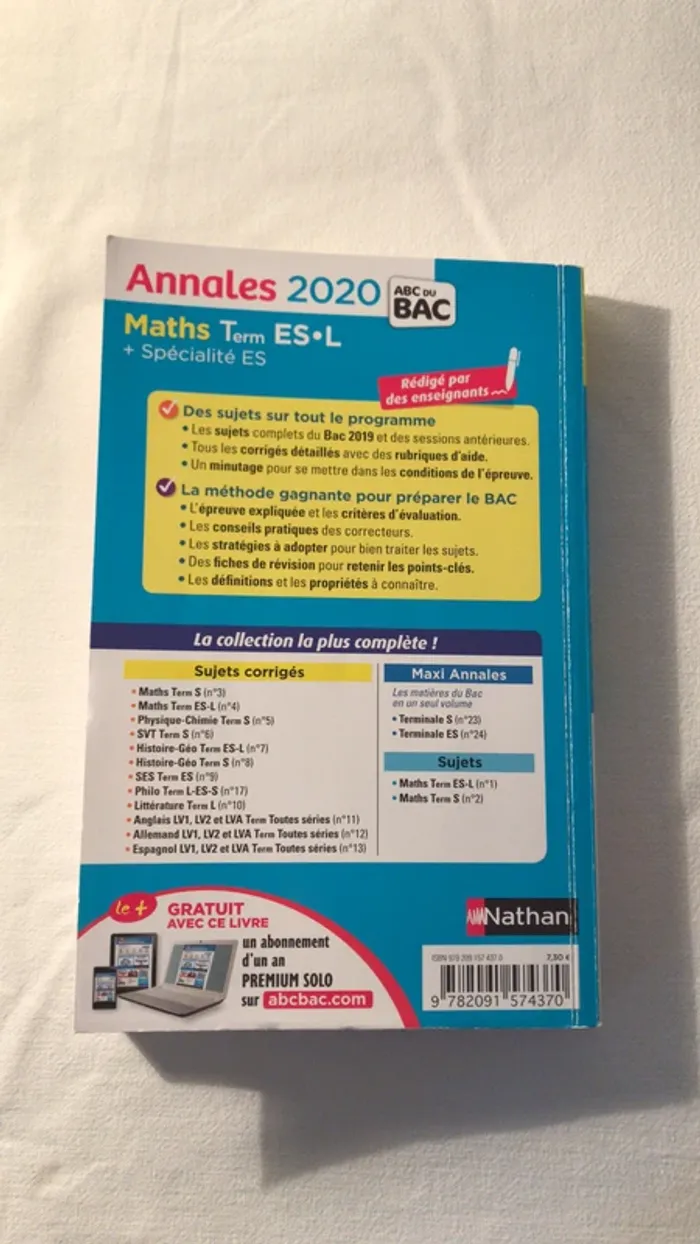 Annales 2020
ABC DU
BAC
Maths Term ES•L
+ Spécialité ES
Rédigé par
des enseignants
Des sujets sur tout le programme
• Les sujets complets du Bac 2019 et des sessions antérieures.
• Tous les corrigés détaillés avec des rubriques d'aide.
• Un minutage pour se mettre dans les conditions de l'épreuve.
La méthode gagnante pour préparer le BAC
• L'épreuve expliquée et les critères d'évaluation.
• Les conseils pratiques des correcteurs.
• Les stratégies à adopter pour bien traiter les sujets.
• Des fiches de révision pour retenir les points-clés.
• Les définitions et les propriétés à connaître.
La collection la plus complète !
Sujets corrigés
• Maths Term S (n°3)
• Maths Term ES-L (n°4)
• Physique-Chimie Term S (n°5)
• SVT Term S (n°6)
• Histoire-Géo Term ES-L (n°7)
• Histoire-Géo Term S (n°8)
• SES Term ES (n°9)
• Philo Term L-ES-S (n°17)
• Littérature Term L (n°10)
• Anglais LV1, LV2 et LVA Term Toutes séries (n°11)
• Allemand LV1, LV2 et LVA Term Toutes séries (n°12)
• Espagnol LV1, LV2 et LVA Term Toutes séries (n°13)
Maxi Annales
Les matières du Bac
en un seul volume
• Terminale S (n°23)
• Terminale ES (n°24)
Sujets
• Maths Term ES-L (n°1)
• Maths Term S (n°2)
le +
GRATUIT
AVEC CE LIVRE
un abonnement
d'un an
PREMIUM SOLO
sur abcbac.com
Nathan
ISBN 978 209 157 437 0
7,30 €
9 782091 574370